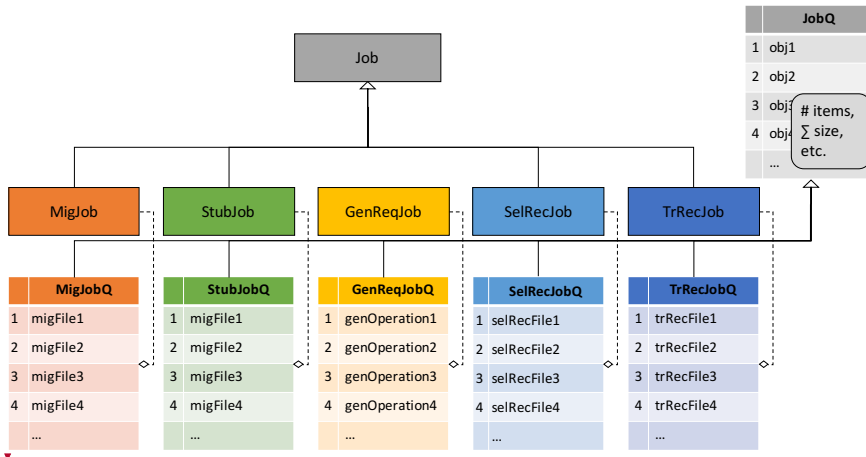 Job
JobQ
1 obj1
2 obj2
3 obj3
4 obj4
...
# items,
∑ size,
etc.
MigJob
StubJob
GenReqJob
SelRecJob
TrRecJob
MigJobQ
1 migFile1
2 migFile2
3 migFile3
4 migFile4
...
StubJobQ
1 migFile1
2 migFile2
3 migFile3
4 migFile4
...
GenReqJobQ
1 genOperation1
2 genOperation2
3 genOperation3
4 genOperation4
...
SelRecJobQ
1 selRecFile1
2 selRecFile2
3 selRecFile3
4 selRecFile4
...
TrRecJobQ
1 trRecFile1
2 trRecFile2
3 trRecFile3
4 trRecFile4
...